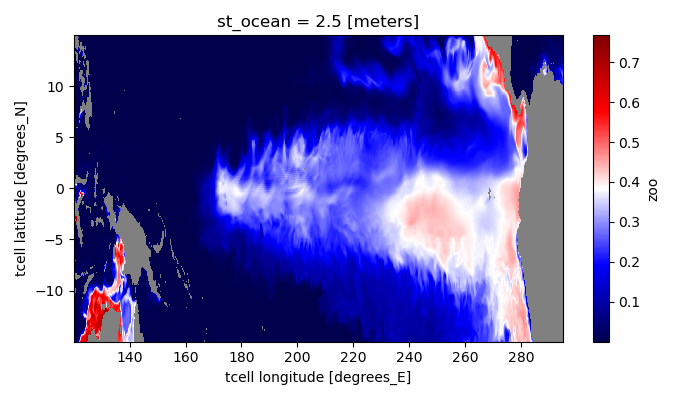 st_ocean = 2.5 [meters]
10
5
0
−5
−10
tcell latitude [degrees_N]
140 160 180 200 220 240 260 280
tcell longitude [degrees_E]
0.7
0.6
0.5
0.4
0.3
0.2
0.1
zoo